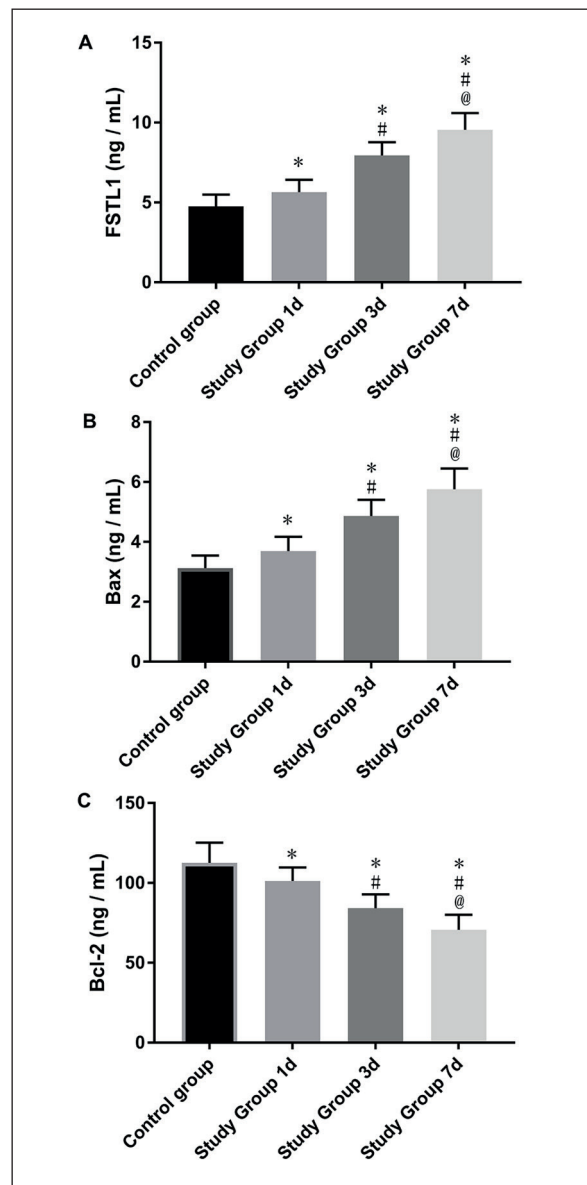 A
FSTL1 (ng / mL)
15
10
5
0
*
*
#
*
#
@
Control group
Study Group 1d
Study Group 3d
Study Group 7d
B
Bax (ng / mL)
8
6
4
2
0
*
*
#
*
#
@
Control group
Study Group 1d
Study Group 3d
Study Group 7d
C
Bcl-2 (ng / mL)
150
100
50
0
*
*
#
*
#
@
Control group
Study Group 1d
Study Group 3d
Study Group 7d